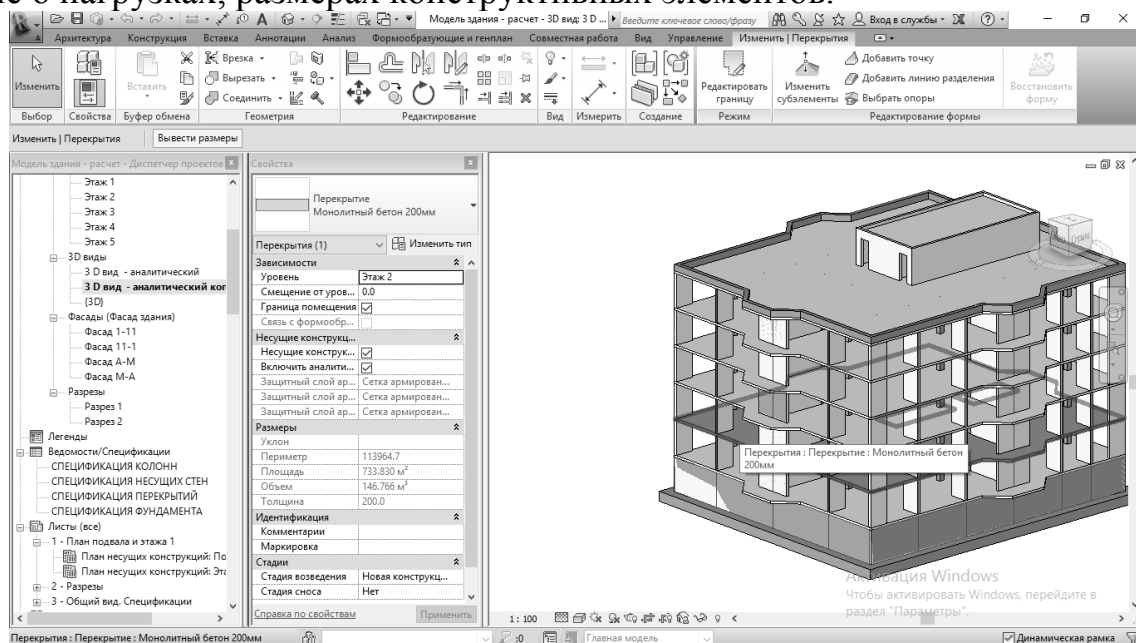 е о нагрузках, размерах конструктивных элементов.
Модель здания - расчет - 3D вид: 3 D ... Введите ключевое слово/фразу Вход в службы
Архитектура Конструкция Вставка Аннотации Анализ Формообразующие и генплан Совместная работа Вид Управление Изменить | Перекрытия
Изменить Вставить Врезка Редактировать границу Изменить субэлементы Добавить точку Восстановить форму
Вырезать Добавить линию разделения
Соединить Выбрать опоры
Выбор Свойства Буфер обмена Геометрия Редактирование Вид Измерить Создание Режим Редактирование формы
Изменить | Перекрытия Вывести размеры
Модель здания - расчет - Диспетчер проектов
Этаж 1
Этаж 2
Этаж 3
Этаж 4
Этаж 5
3D виды
3 D вид - аналитический
3 D вид - аналитический коп
{3D}
Фасады (Фасад здания)
Фасад 1-11
Фасад 11-1
Фасад А-М
Фасад М-А
Разрезы
Разрез 1
Разрез 2
Легенды
Ведомости/Спецификации
СПЕЦИФИКАЦИЯ КОЛОНН
СПЕЦИФИКАЦИЯ НЕСУЩИХ СТЕН
СПЕЦИФИКАЦИЯ ПЕРЕКРЫТИЙ
СПЕЦИФИКАЦИЯ ФУНДАМЕНТА
Листы (все)
1 - План подвала и этажа 1
План несущих конструкций: По
План несущих конструкций: Эта
2 - Разрезы
3 - Общий вид. Спецификации
Свойства
Перекрытие
Монолитный бетон 200мм
Перекрытия (1) Изменить тип
Зависимости
Уровень Этаж 2
Смещение от уров... 0.0
Граница помещения
Связь с формообр...
Несущие конструкц...
Несущие конструк...
Включить аналити...
Защитный слой ар... Сетка армирован...
Защитный слой ар... Сетка армирован...
Защитный слой ар... Сетка армирован...
Размеры
Уклон
Периметр 113964.7
Площадь 733.830 м²
Объем 146.766 м³
Толщина 200.0
Идентификация
Комментарии
Маркировка
Стадии
Стадия возведения Новая конструкц...
Стадия сноса Нет
Справка по свойствам Применить
Перекрытия : Перекрытие : Монолитный бетон
200мм
Активация Windows
Чтобы активировать Windows, перейдите в
раздел "Параметры".
1 : 100
Перекрытия : Перекрытие : Монолитный бетон 200мм :0 Главная модель Динамическая рамка